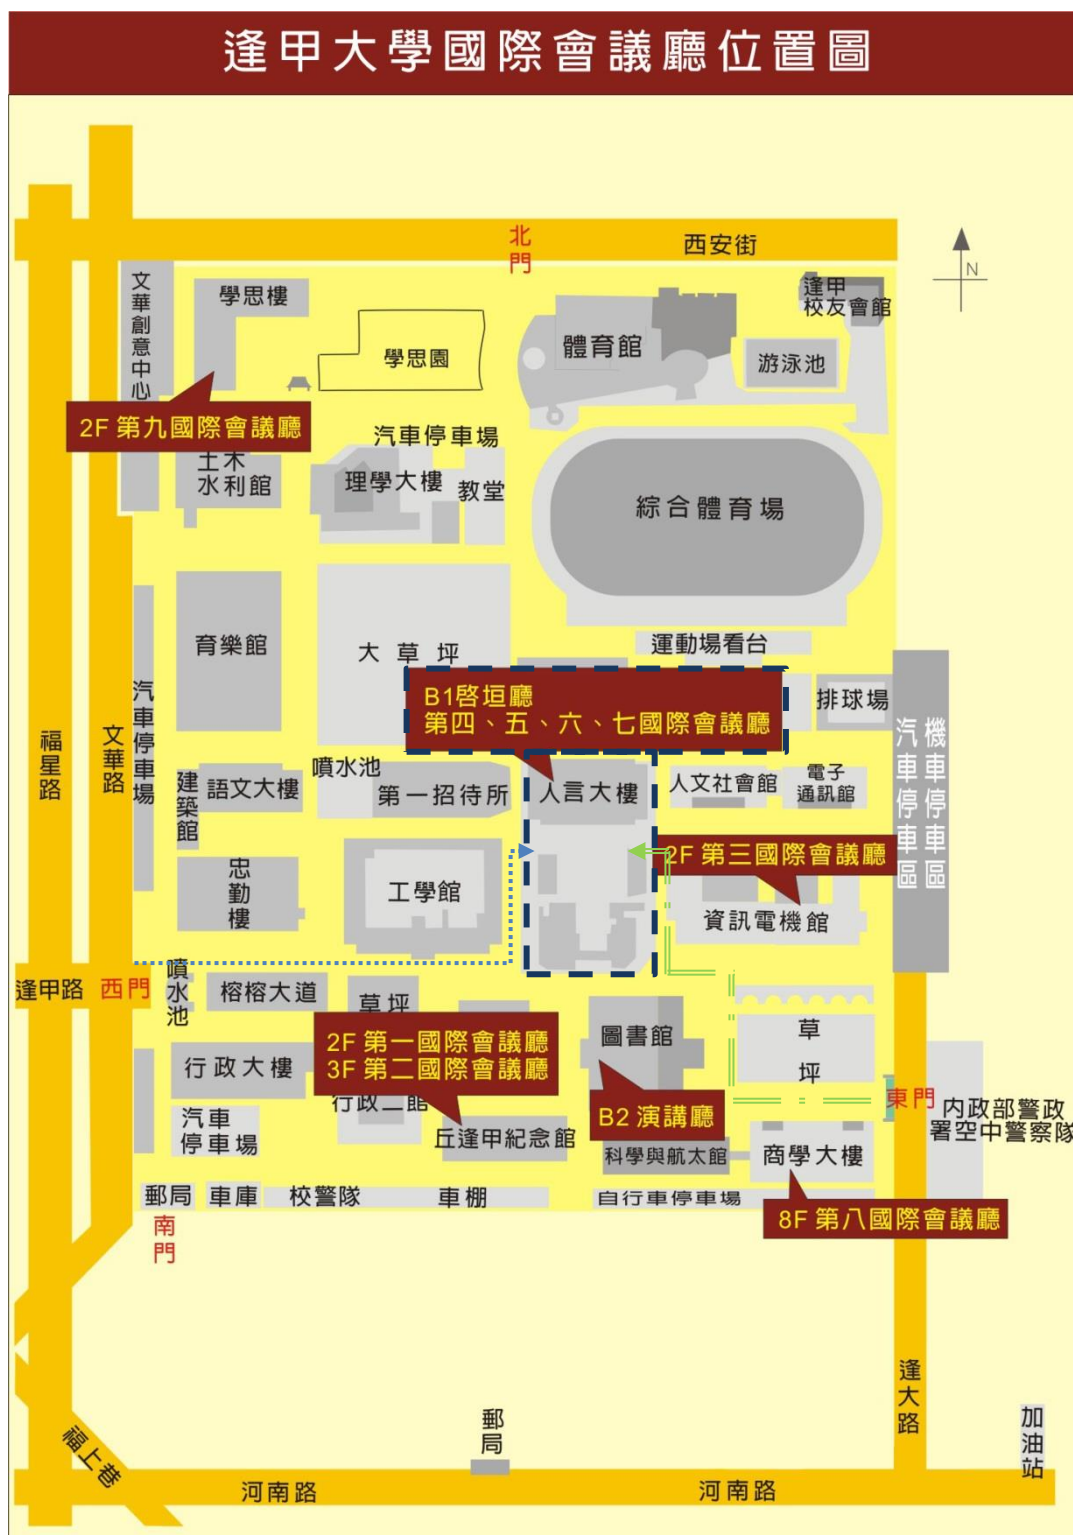 逢甲大學國際會議廳位置圖
北門
西安街
N
文華創意中心
學思樓
學思園
體育館
游泳池
逢甲
校友會館
2F 第九國際會議廳
土木
水利館
汽車停車場
理學大樓
教堂
綜合體育場
育樂館
大草坪
運動場看台
B1啓垣廳
第四、五、六、七國際會議廳
排球場
汽車停車區
機車停車區
福星路
文華路
汽車停車場
建築館
語文大樓
噴水池
第一招待所
人言大樓
人文社會館
電子
通訊館
2F 第三國際會議廳
忠勤樓
工學館
資訊電機館
逢甲路
西門
噴水池
榕榕大道
草坪
圖書館
草坪
2F 第一國際會議廳
3F 第二國際會議廳
行政大樓
行政二館
B2 演講廳
東門
內政部警政
署空中警察隊
汽車
停車場
丘逢甲紀念館
科學與航太館
商學大樓
郵局
車庫
校警隊
車棚
自行車停車場
8F 第八國際會議廳
南門
逢大路
郵局
加油站
福上巷
河南路
河南路